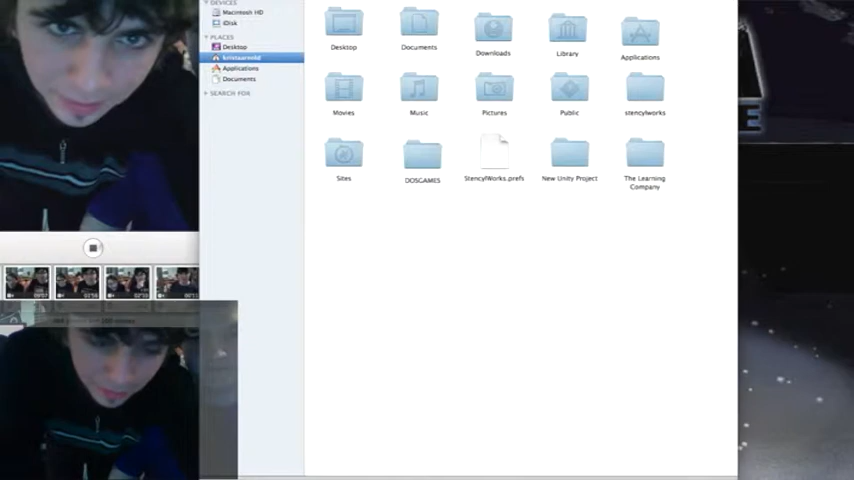 DEVICES
Macintosh HD
iDisk
PLACES
Desktop
Applications
Documents
SEARCH FOR
Desktop
Documents
Downloads
Library
Applications
Movies
Music
Pictures
Public
stencylworks
Sites
DOSGAMES
StencylWorks.prefs
New Unity Project
The Learning
Company
E